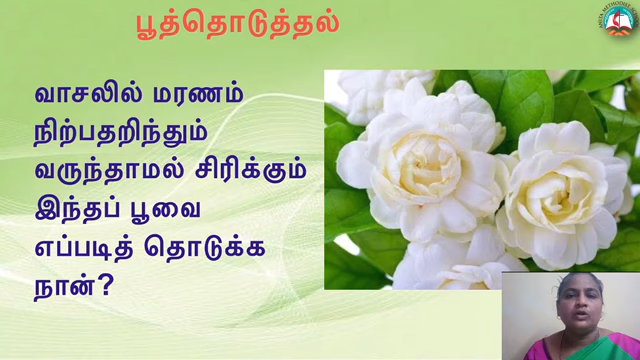 பூத்தொடுத்தல்
வாசலில் மரணம்
நிற்பதறிந்தும்
வருந்தாமல் சிரிக்கும்
இந்தப் பூவை
எப்படித் தொடுக்க
நான்?